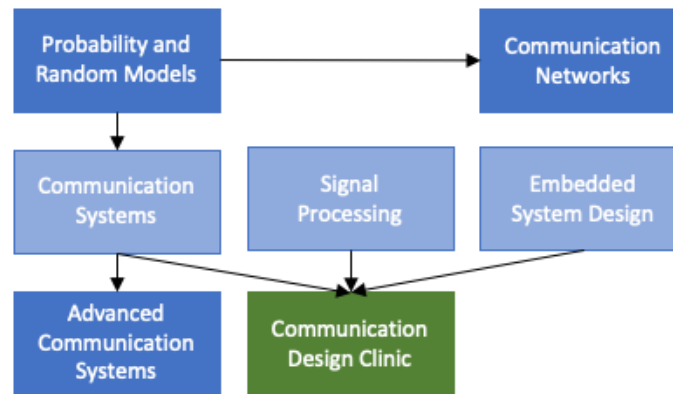 Probability and
Random Models
Communication
Networks
Communication
Systems
Signal
Processing
Embedded
System Design
Advanced
Communication
Systems
Communication
Design Clinic